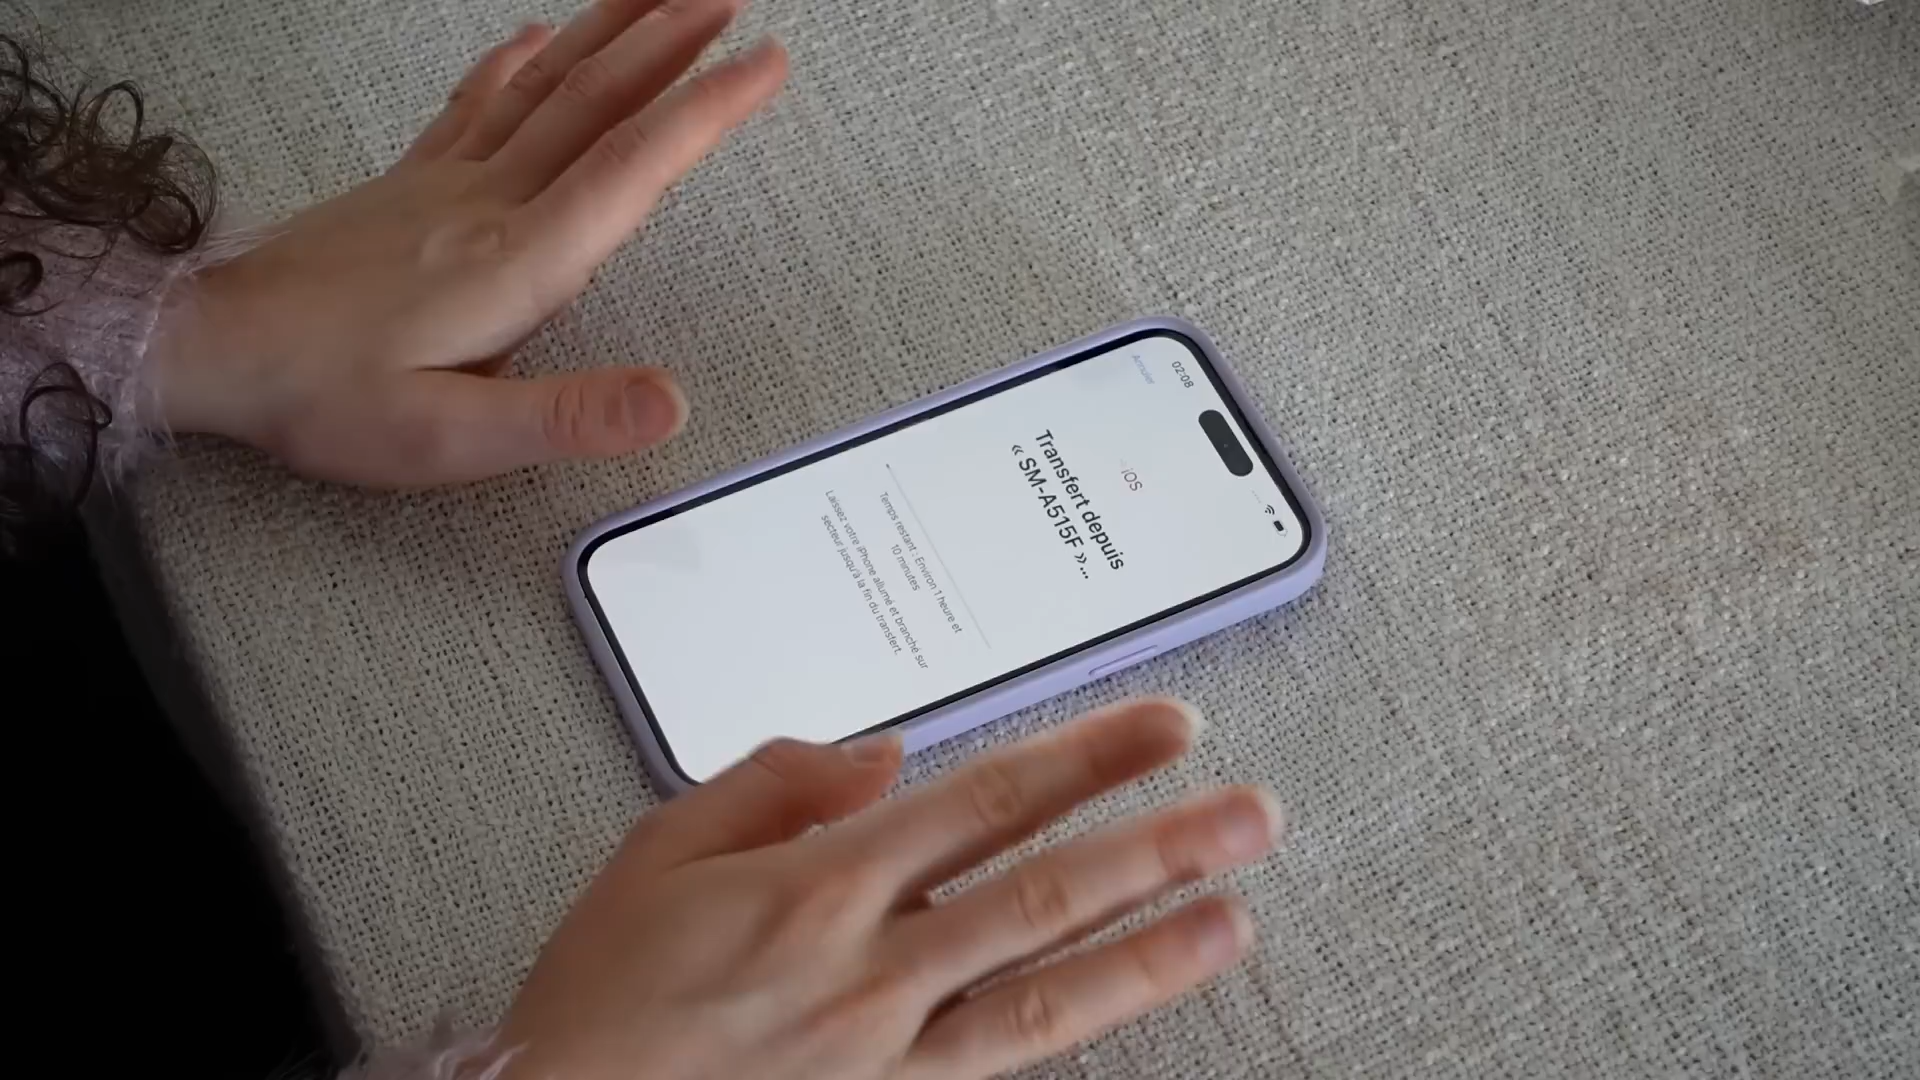 02:08
Annuler
iOS
Transfert depuis
« SM-A515F »...
Temps restant : Environ 1 heure et
10 minutes
Laissez votre iPhone allumé et branché sur
secteur jusqu'à la fin du transfert.